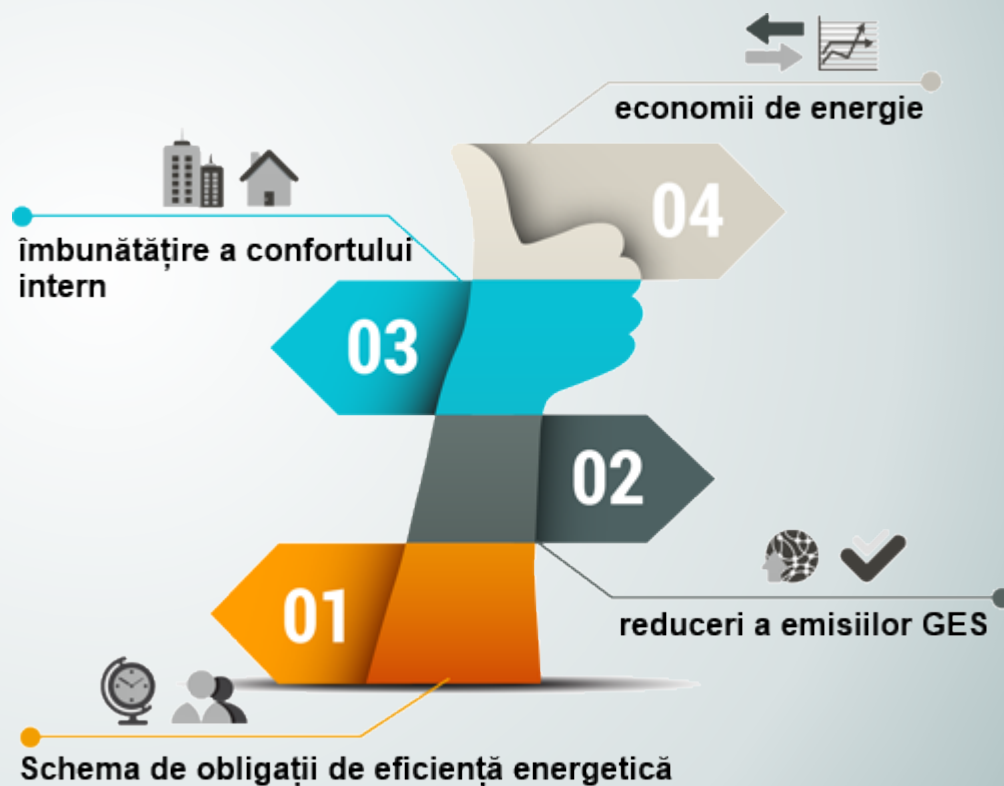 economii de energie
04
îmbunătățire a confortului
intern
03
02
reduceri a emisiilor GES
01
Schema de obligații de eficiență energetică